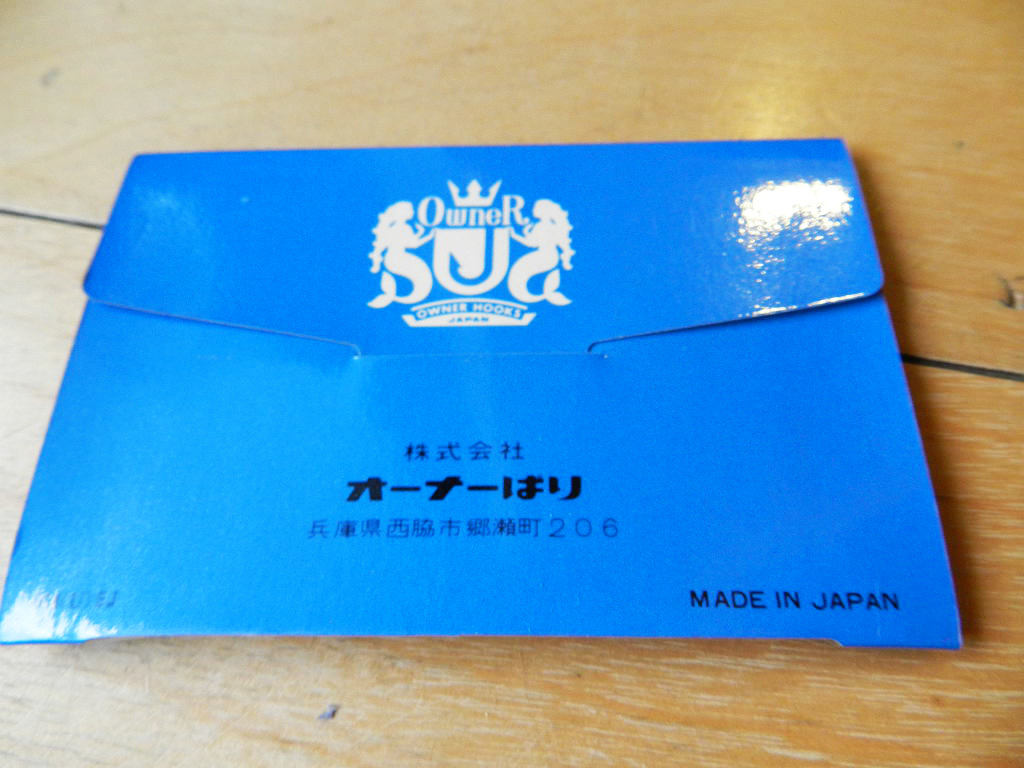 OwneR
OWNER HOOKS
JAPAN
株式会社
オーナーばり
兵庫県西脇市郷瀬町206
MADE IN JAPAN